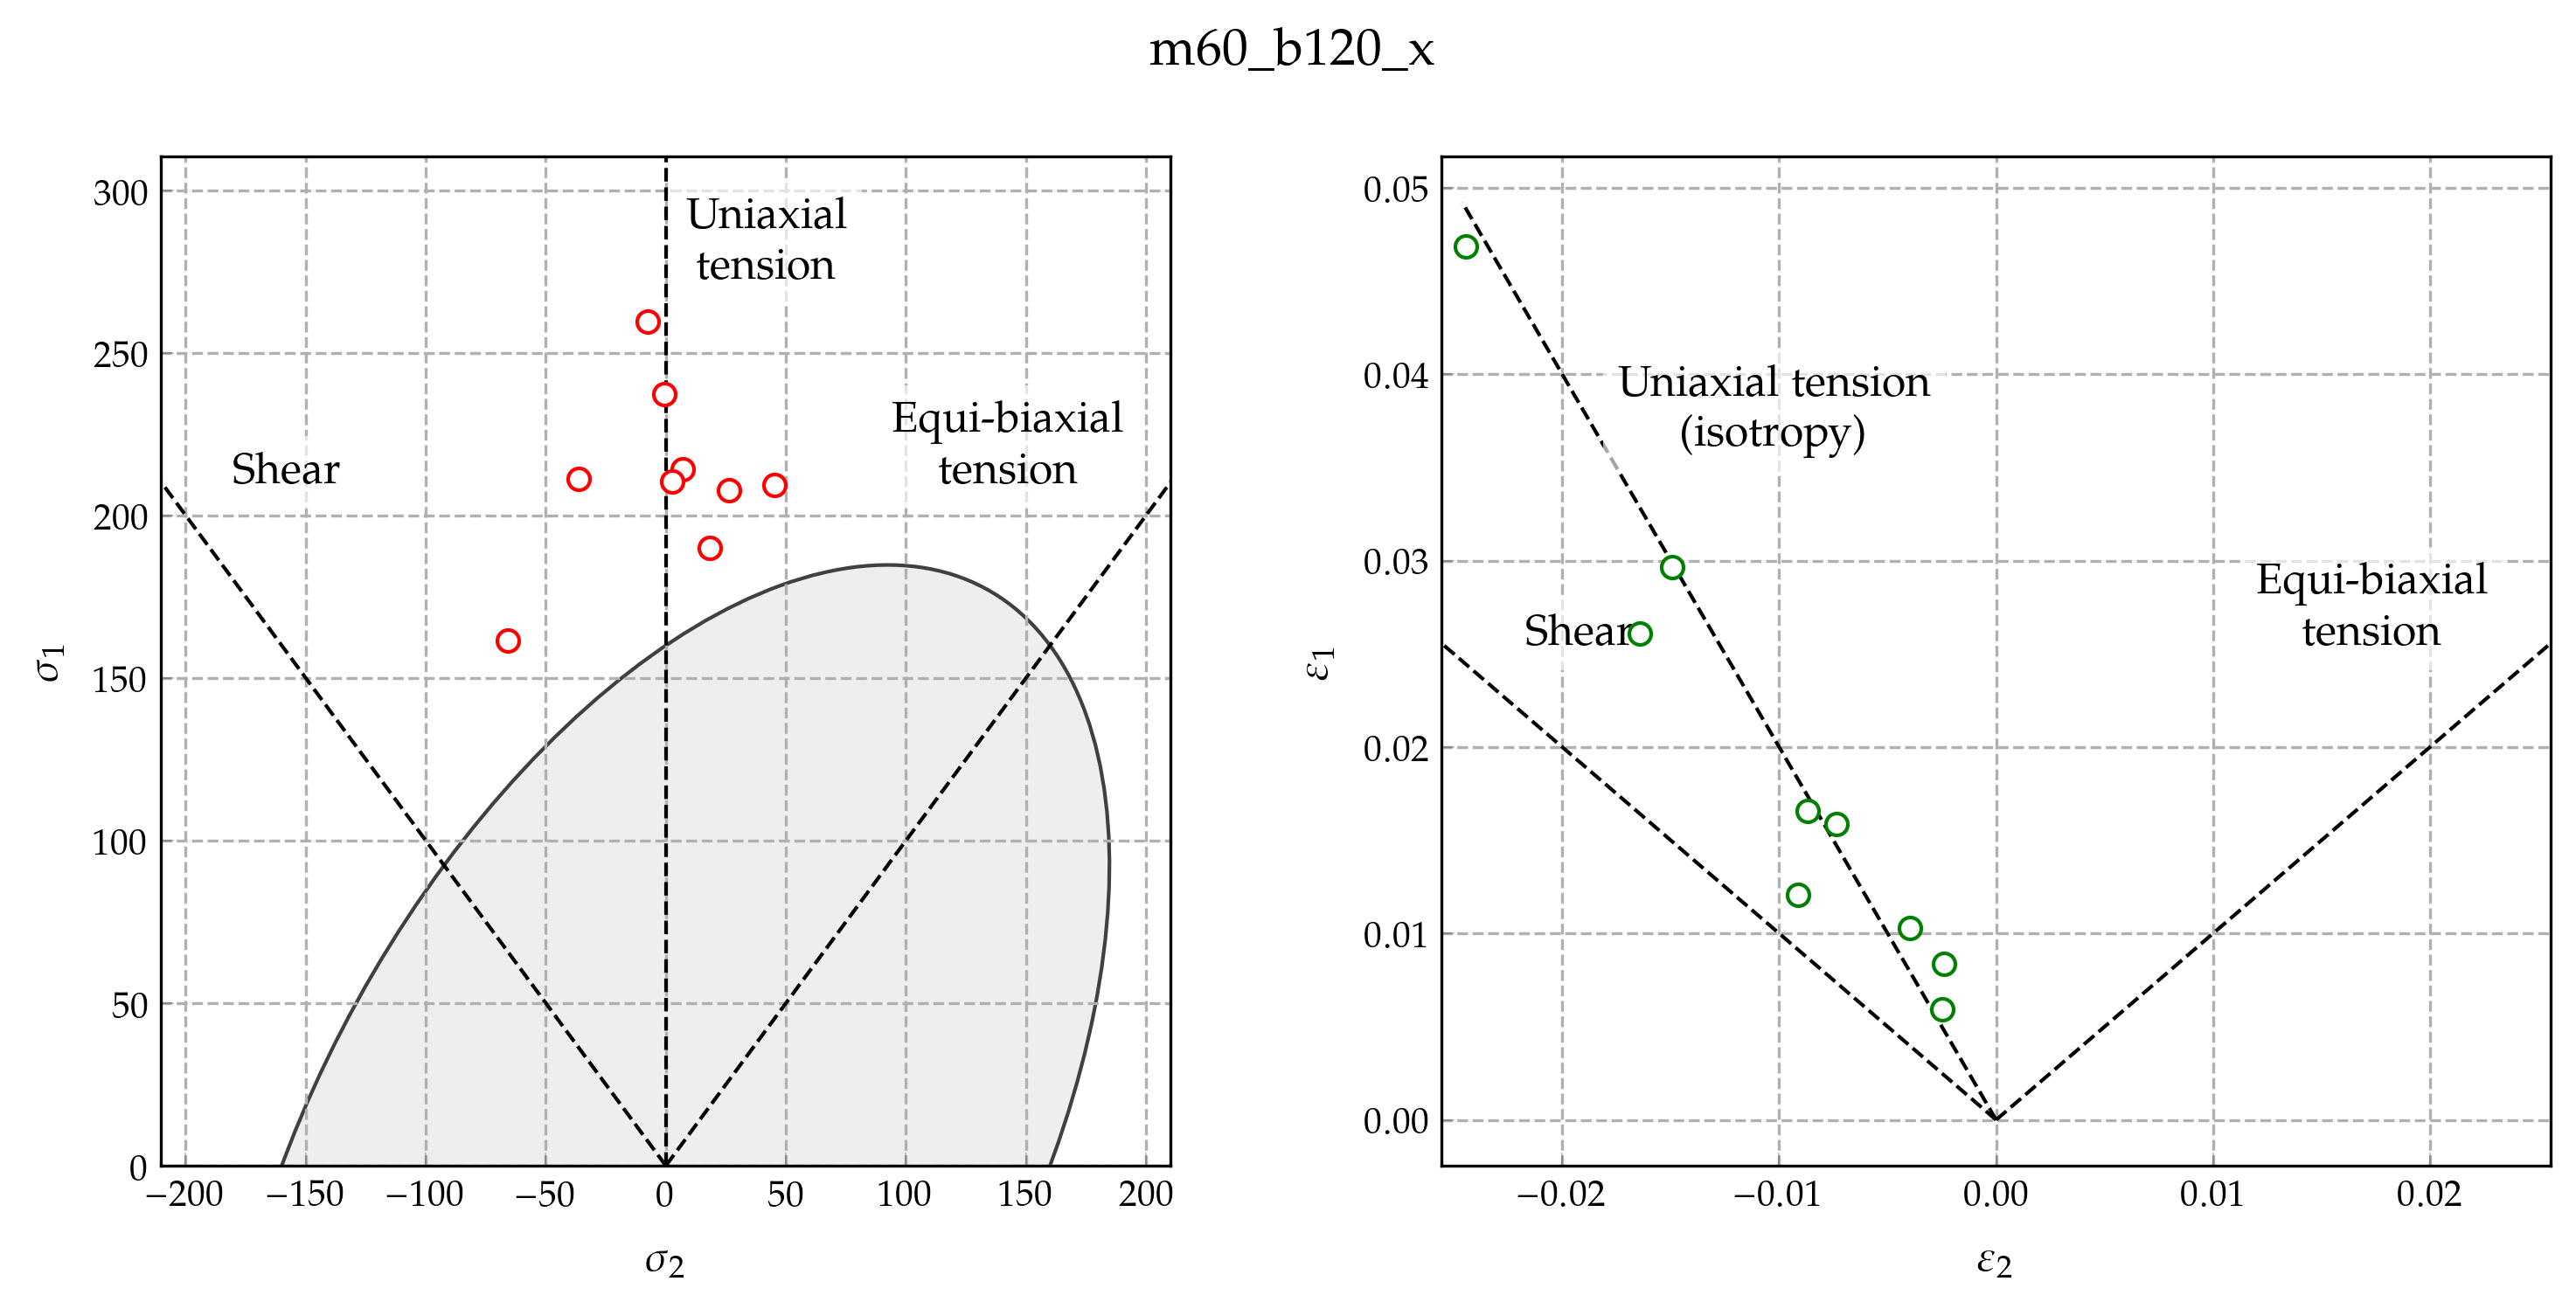 m60_b120_x
300
250
200
150
100
50
0
σ1
Uniaxial
tension
Equi-biaxial
tension
Shear
−200 −150 −100 −50 0 50 100 150 200
σ2
0.05
0.04
0.03
0.02
0.01
0.00
ε1
Uniaxial tension
(isotropy)
Equi-biaxial
tension
Shear
−0.02 −0.01 0.00 0.01 0.02
ε2